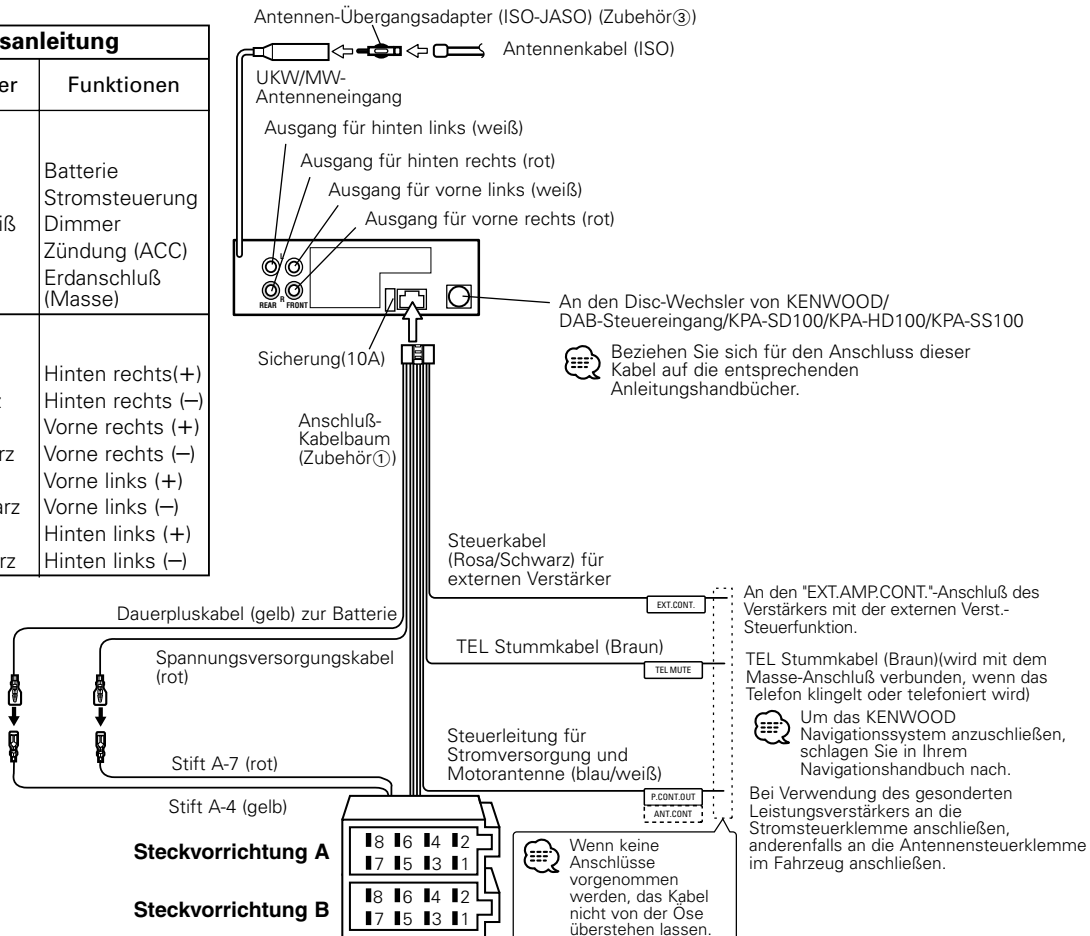 Antennen-Übergangsadapter (ISO-JASO) (Zubehör③)
Antennenkabel (ISO)
UKW/MW-
Antenneneingang
Ausgang für hinten links (weiß)
Ausgang für hinten rechts (rot)
Ausgang für vorne links (weiß)
Ausgang für vorne rechts (rot)
sanleitung
er
Funktionen
Batterie
Stromsteuerung
iß Dimmer
Zündung (ACC)
Erdanschluß
(Masse)
Hinten rechts(+)
Hinten rechts (−)
Vorne rechts (+)
rz Vorne rechts (−)
Vorne links (+)
arz Vorne links (−)
Hinten links (+)
rz Hinten links (−)
L
REAR R FRONT
Sicherung(10A)
An den Disc-Wechsler von KENWOOD/
DAB-Steuereingang/KPA-SD100/KPA-HD100/KPA-SS100
Beziehen Sie sich für den Anschluss dieser
Kabel auf die entsprechenden
Anleitungshandbücher.
Anschluß-
Kabelbaum
(Zubehör①)
Steuerkabel
(Rosa/Schwarz) für
externen Verstärker
EXT.CONT.
An den "EXT.AMP.CONT."-Anschluß des
Verstärkers mit der externen Verst.-
Steuerfunktion.
Dauerpluskabel (gelb) zur Batterie
Spannungsversorgungskabel
(rot)
TEL Stummkabel (Braun)
TEL MUTE
TEL Stummkabel (Braun)(wird mit dem
Masse-Anschluß verbunden, wenn das
Telefon klingelt oder telefoniert wird)
Um das KENWOOD
Navigationssystem anzuschließen,
schlagen Sie in Ihrem
Navigationshandbuch nach.
Steuerleitung für
Stromversorgung und
Motorantenne (blau/weiß)
P.CONT.OUT
ANT.CONT
Bei Verwendung des gesonderten
Leistungsverstärkers an die
Stromsteuerklemme anschließen,
anderenfalls an die Antennensteuerklemme
im Fahrzeug anschließen.
Stift A-7 (rot)
Stift A-4 (gelb)
Steckvorrichtung A
8 6 4 2
7 5 3 1
Steckvorrichtung B
8 6 4 2
7 5 3 1
Wenn keine
Anschlüsse
vorgenommen
werden, das Kabel
nicht von der Öse
überstehen lassen.